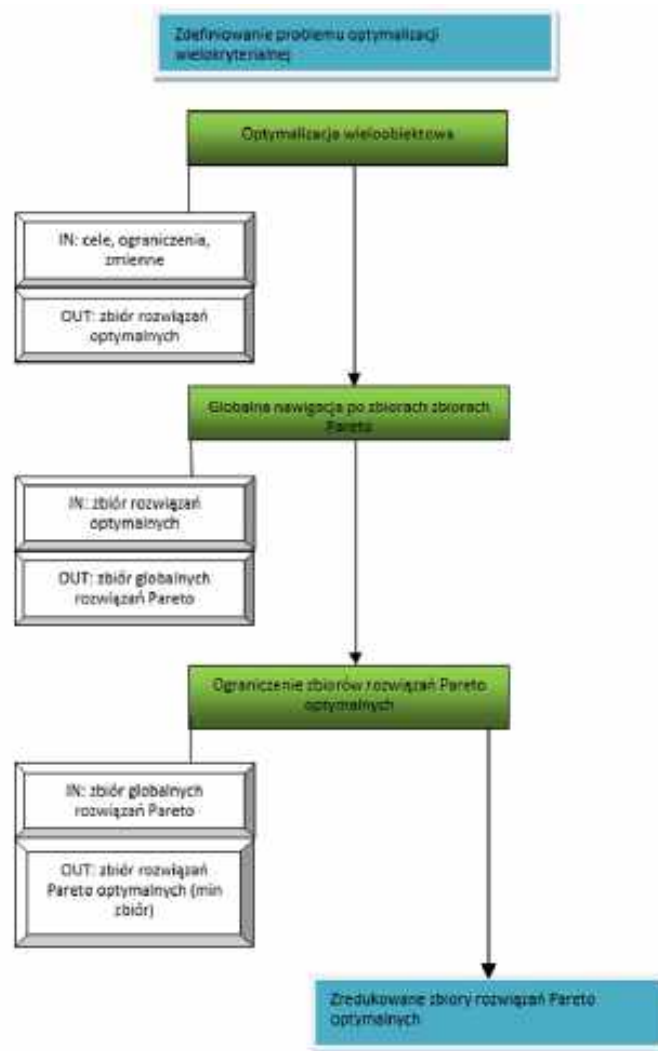 Zdefiniowanie problemu optymalizacji
wielokryterialnej
Optymalizacja wieloobiektowa
IN: cele, ograniczenia,
zmienne
OUT: zbiór rozwiązań
optymalnych
Globalna nawigacja po zbiorach zbiorach
Pareto
IN: zbiór rozwiązań
optymalnych
OUT: zbiór globalnych
rozwiązań Pareto
Ograniczenie zbiorów rozwiązań Pareto
optymalnych
IN: zbiór globalnych
rozwiązań Pareto
OUT: zbiór rozwiązań
Pareto optymalnych (min
zbiór)
Zredukowane zbiory rozwiązań Pareto
optymalnych